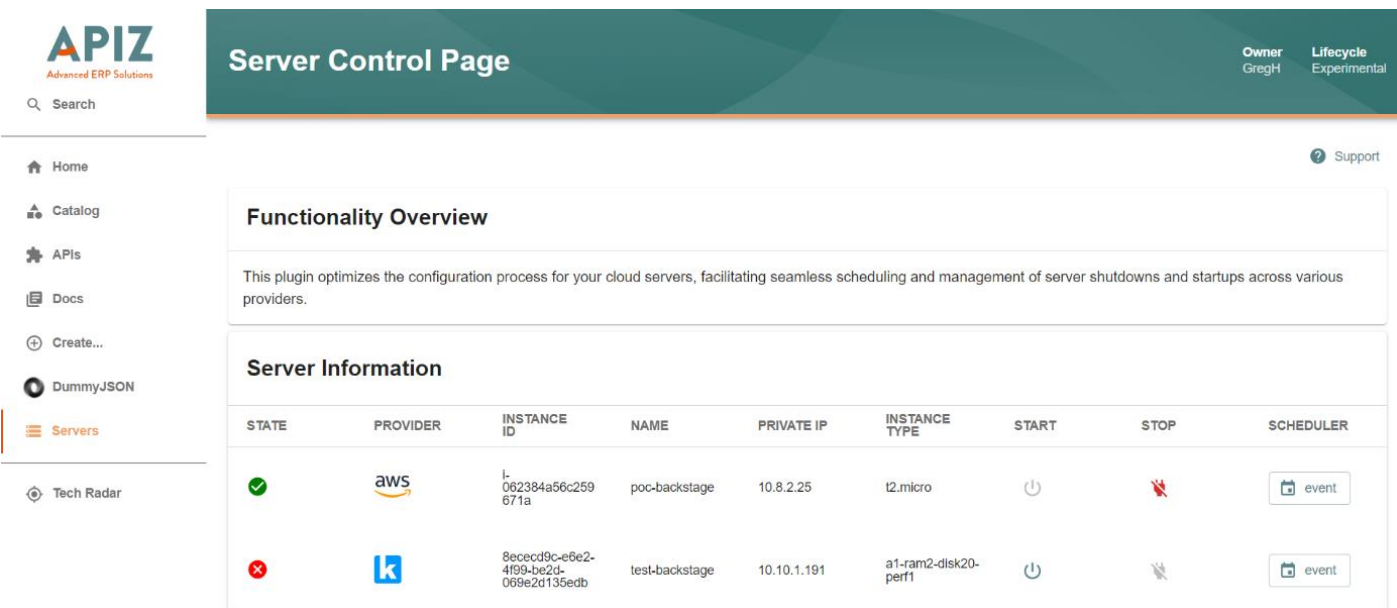 APIZ
Advanced ERP Solutions
Search
Home
Catalog
APIs
Docs
Create...
DummyJSON
Servers
Tech Radar
Server Control Page
Owner
GregH
Lifecycle
Experimental
Support
Functionality Overview
This plugin optimizes the configuration process for your cloud servers, facilitating seamless scheduling and management of server shutdowns and startups across various
providers.
Server Information
STATE PROVIDER INSTANCE ID NAME PRIVATE IP INSTANCE TYPE START STOP SCHEDULER
aws
i-
062384a56c259
671a
poc-backstage
10.8.2.25
t2.micro
event
k
8ececd9c-e6e2-
4f99-be2d-
069e2d135edb
test-backstage
10.10.1.191
a1-ram2-disk20-
perf1
event